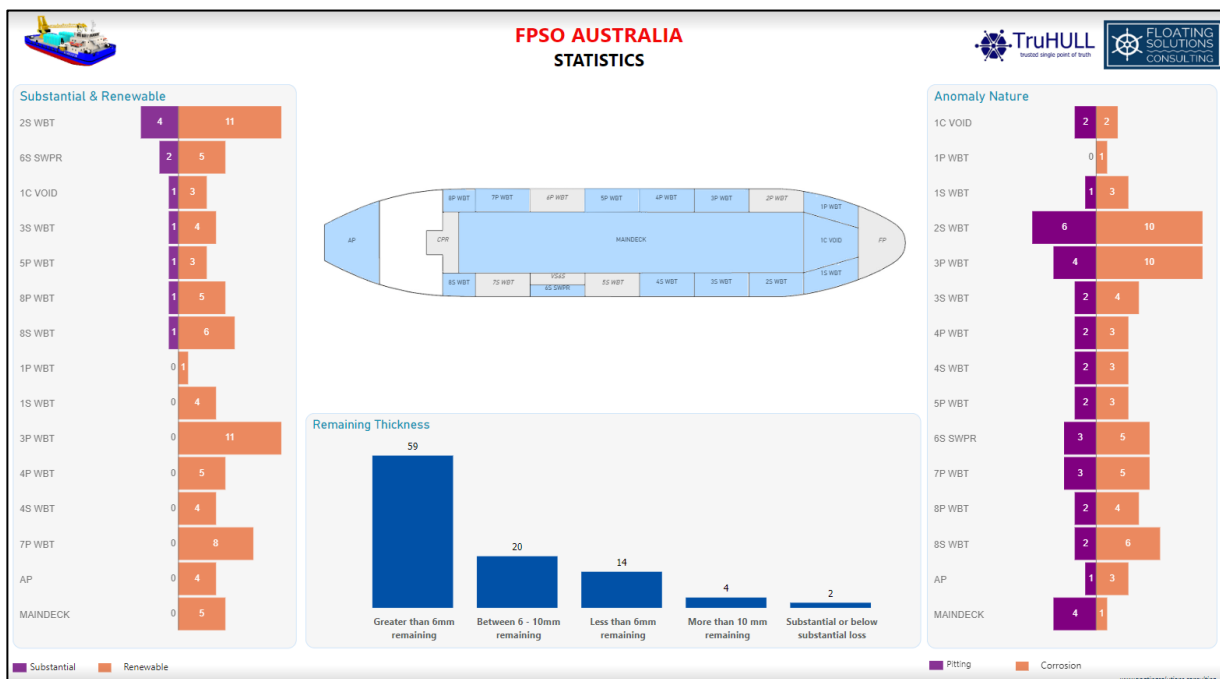 FPSO AUSTRALIA
STATISTICS
TruHULL
trusted single point of truth
FLOATING
SOLUTIONS
CONSULTING
Substantial & Renewable
2S WBT 4 11
6S SWPR 2 5
1C VOID 1 3
3S WBT 1 4
5P WBT 1 3
8P WBT 1 5
8S WBT 1 6
1P WBT 0 1
1S WBT 0 4
3P WBT 0 11
4P WBT 0 5
4S WBT 0 4
7P WBT 0 8
AP 0 4
MAINDECK 0 5
Substantial Renewable
8P WBT 7P WBT 6P WBT 5P WBT 4P WBT 3P WBT 2P WBT
1P WBT
AP CPR MAINDECK 1C VOID FP
1S WBT
8S WBT 7S WBT VS6S 5S WBT 4S WBT 3S WBT 2S WBT
6S SWPR
Remaining Thickness
59
20
14
4
2
Greater than 6mm
remaining
Between 6 - 10mm
remaining
Less than 6mm
remaining
More than 10 mm
remaining
Substantial or below
substantial loss
Anomaly Nature
1C VOID 2 2
1P WBT 0 1
1S WBT 1 3
2S WBT 6 10
3P WBT 4 10
3S WBT 2 4
4P WBT 2 3
4S WBT 2 3
5P WBT 2 3
6S SWPR 3 5
7P WBT 3 5
8P WBT 2 4
8S WBT 2 6
AP 1 3
MAINDECK 4 1
Pitting Corrosion